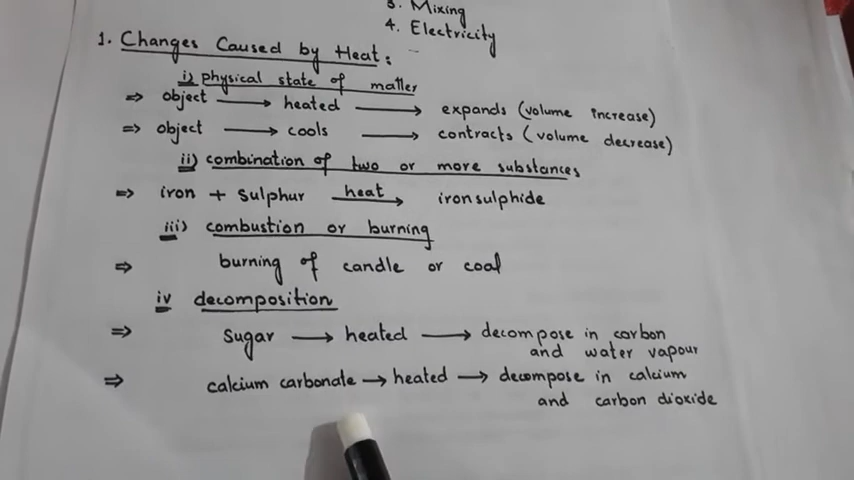 3. Mixing
4. Electricity
1. Changes Caused by Heat:
i) physical state of matter
⇒ object → heated → expands (volume increase)
⇒ object → cools → contracts (volume decrease)
ii) combination of two or more substances
⇒ iron + sulphur heat → iron sulphide
iii) combustion or burning
⇒ burning of candle or coal
iv decomposition
⇒ sugar → heated → decompose in carbon
and water vapour
⇒ calcium carbonate → heated → decompose in calcium
and carbon dioxide